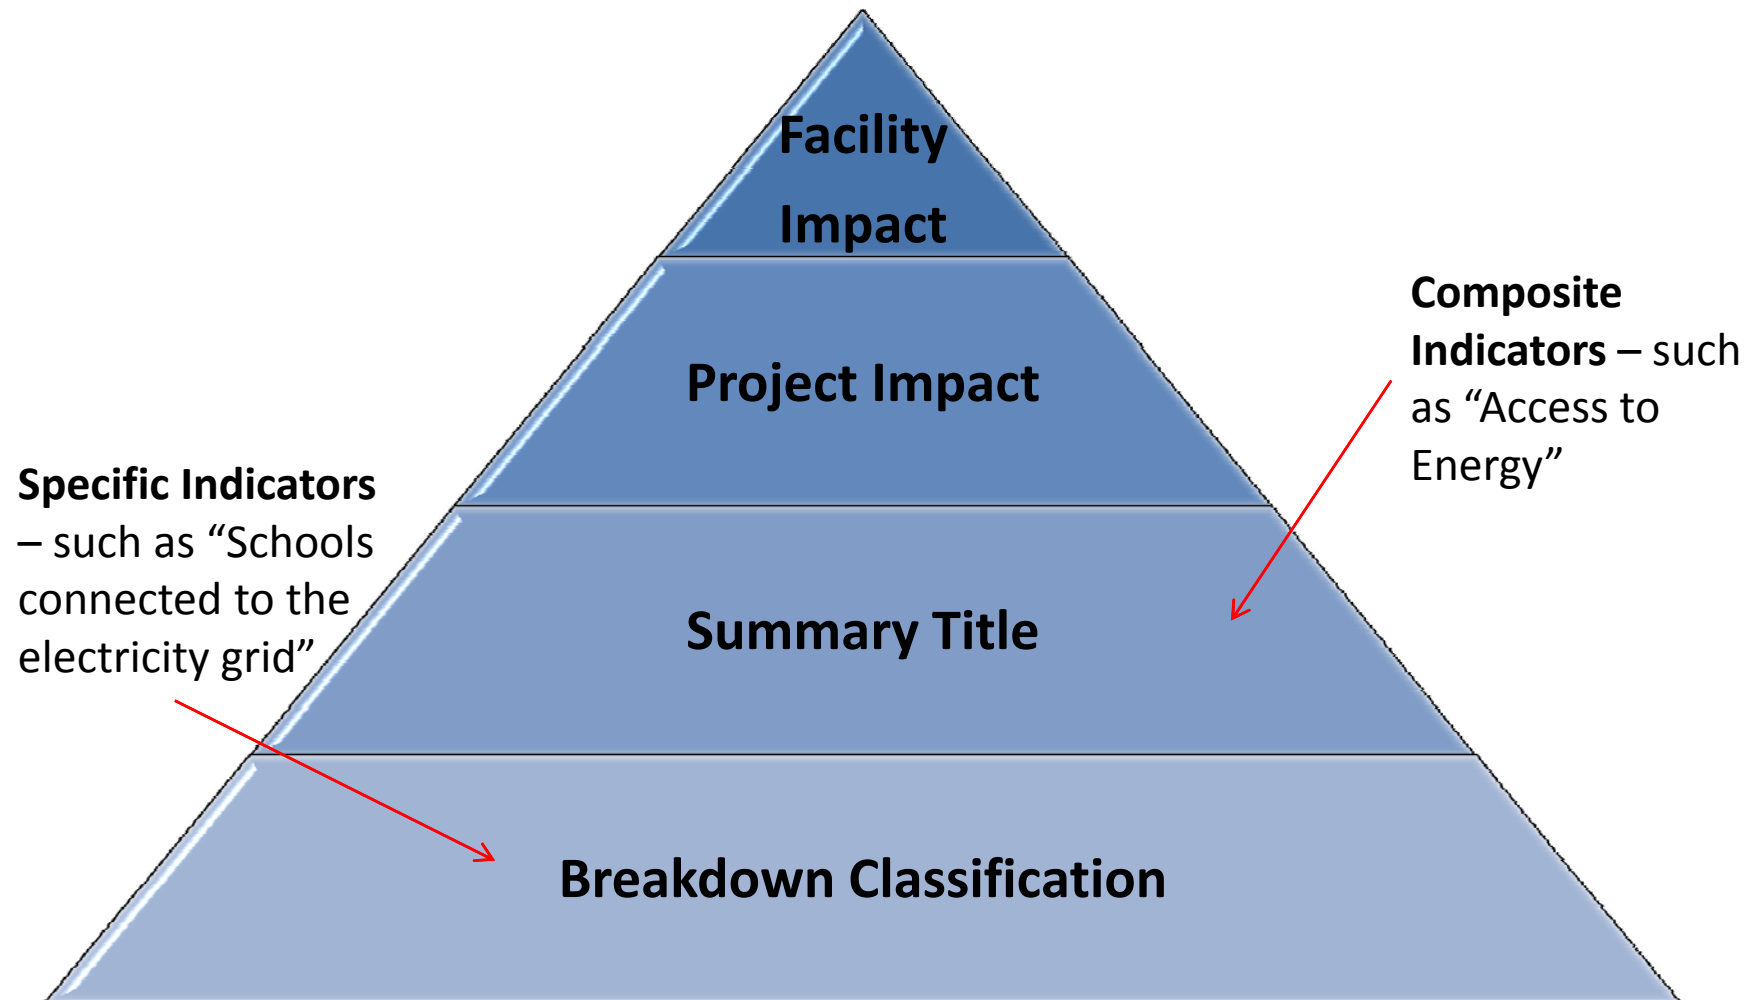 Facility
Impact
Project Impact
Composite
Indicators – such
as “Access to
Energy”
Specific Indicators
– such as “Schools
connected to the
electricity grid”
Summary Title
Breakdown Classification